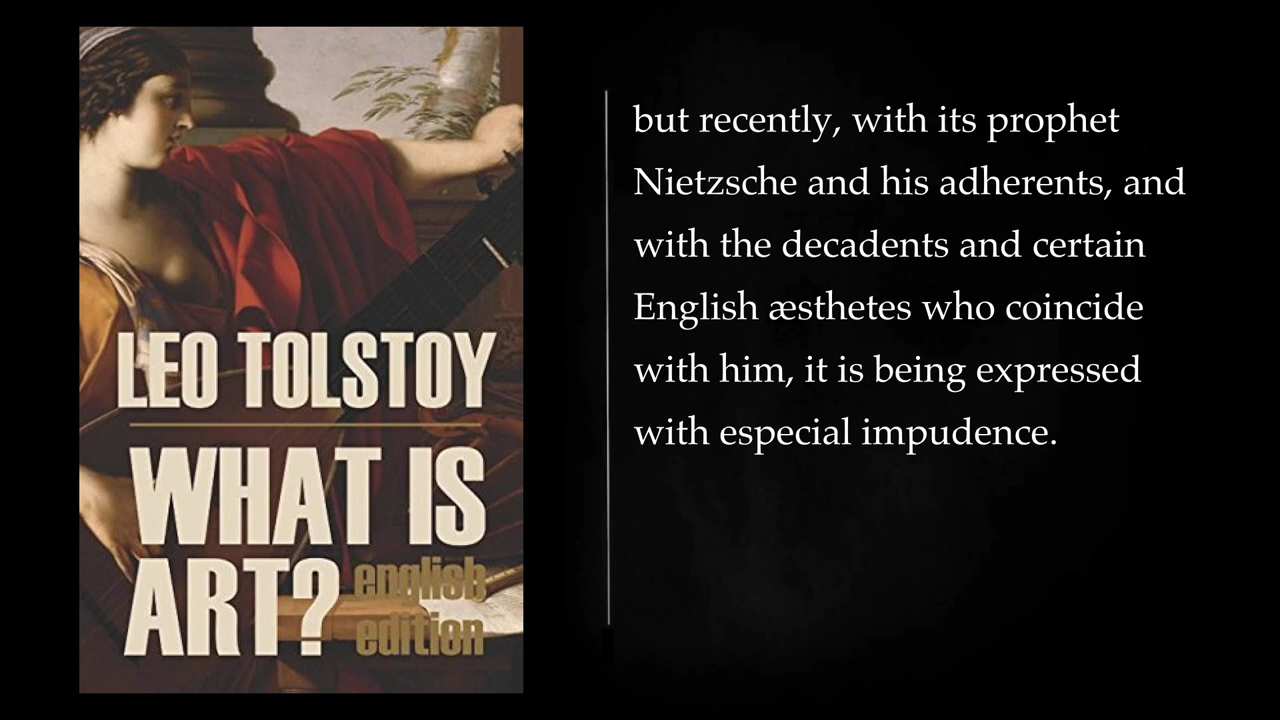 LEO TOLSTOY
WHAT IS
ART?
english
edition
but recently, with its prophet
Nietzsche and his adherents, and
with the decadents and certain
English æsthetes who coincide
with him, it is being expressed
with especial impudence.